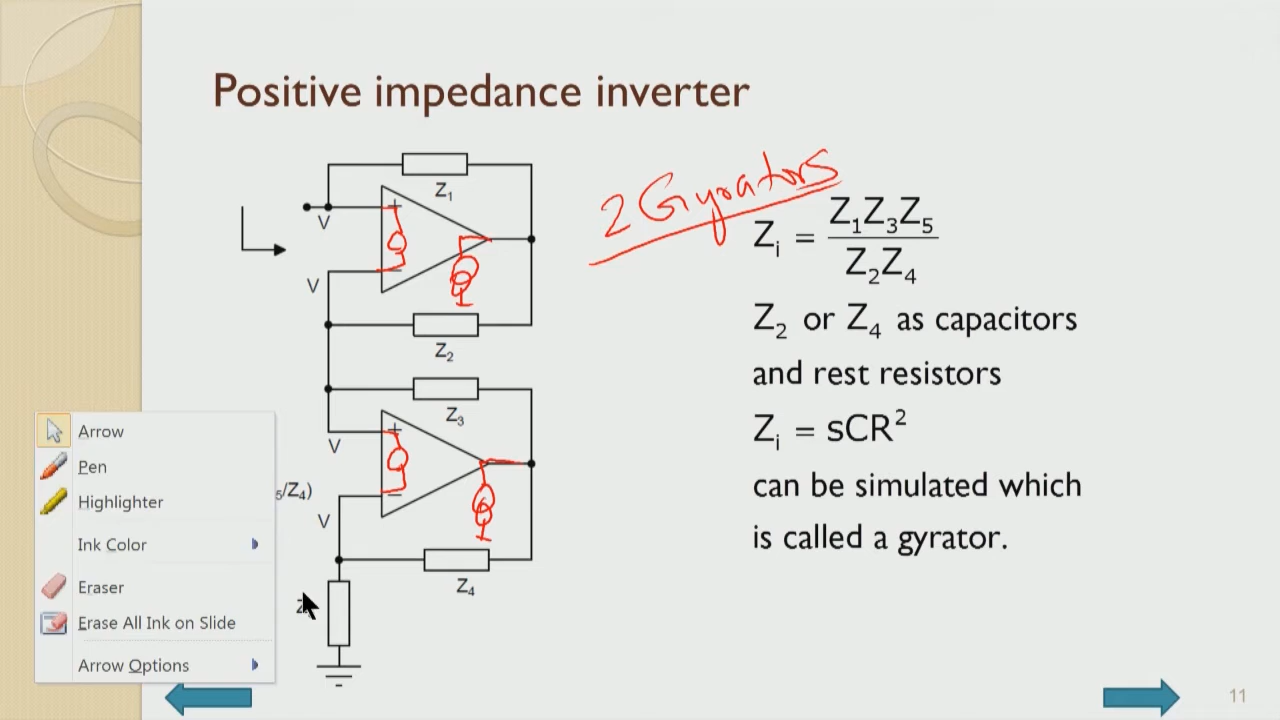 Positive impedance inverter
2 Gyrators
Z1
V
V
Z2
Z3
V
5/Z4)
V
Z4
Zi = Z1Z3Z5 / Z2Z4
Z2 or Z4 as capacitors
and rest resistors
Zi = sCR²
can be simulated which
is called a gyrator.
Arrow
Pen
Highlighter
Ink Color
Eraser
Erase All Ink on Slide
Arrow Options
11